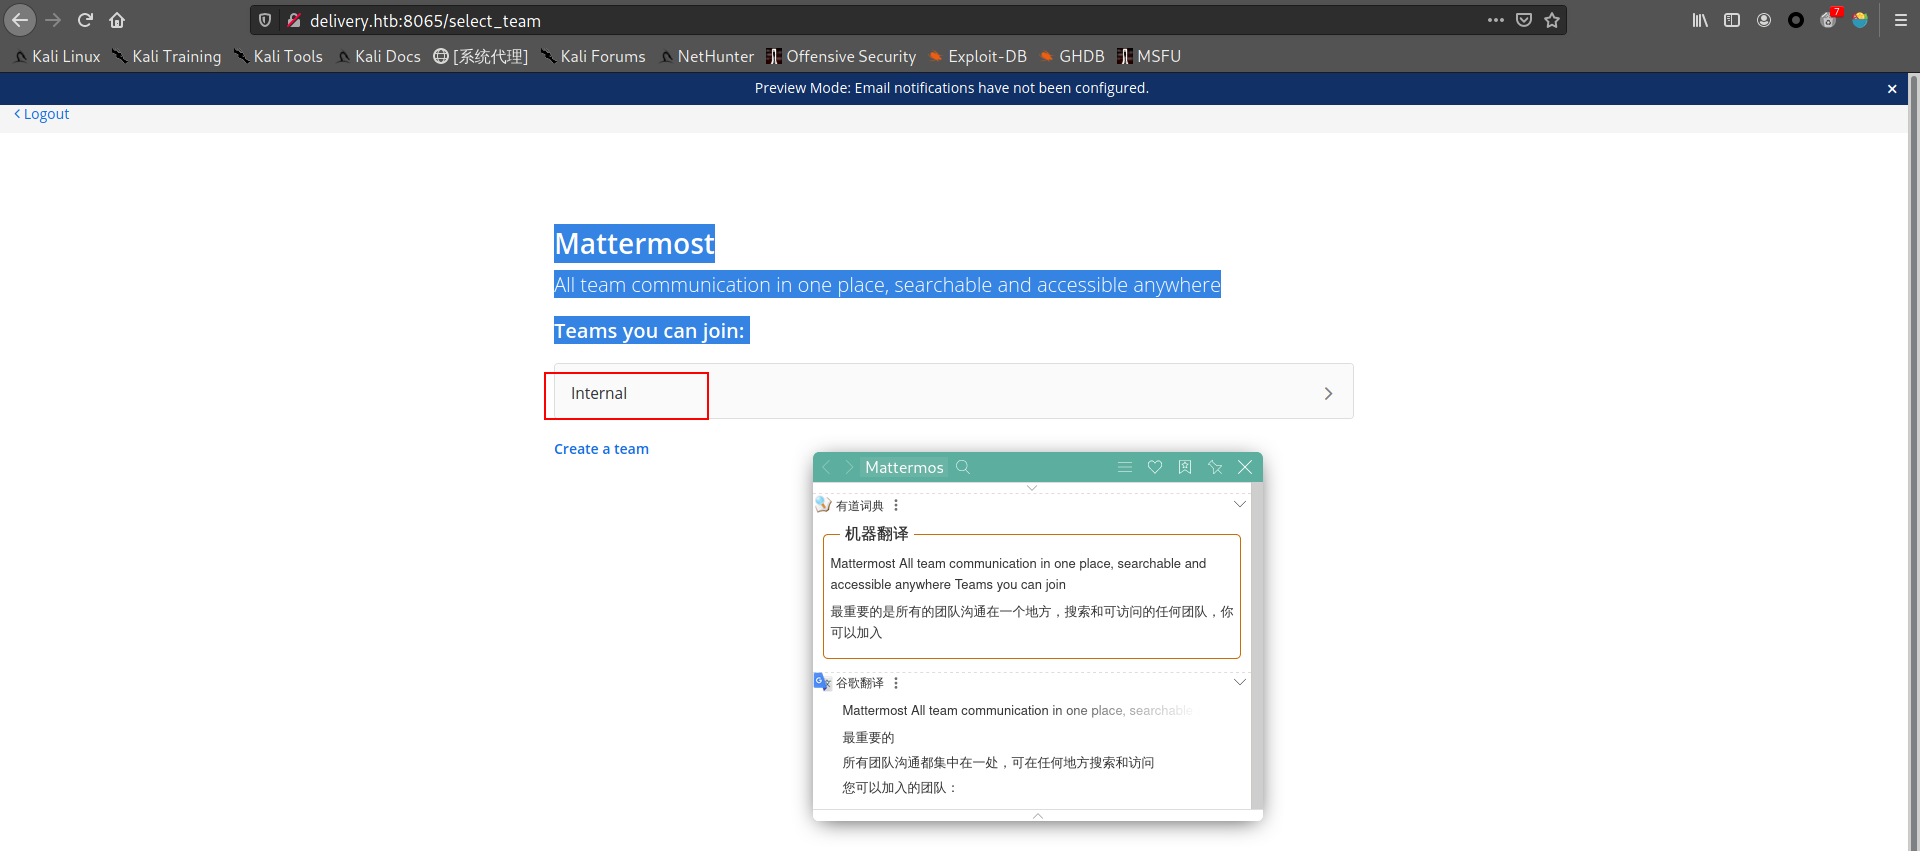 delivery.htb:8065/select_team
7
Kali Linux Kali Training Kali Tools Kali Docs [系统代理] Kali Forums NetHunter Offensive Security Exploit-DB GHDB MSFU
Preview Mode: Email notifications have not been configured.
Logout
Mattermost
All team communication in one place, searchable and accessible anywhere
Teams you can join:
Internal
Create a team
Mattermos
有道词典
机器翻译
Mattermost All team communication in one place, searchable and
accessible anywhere Teams you can join
最重要的是所有的团队沟通在一个地方，搜索和可访问的任何团队，你
可以加入
谷歌翻译
Mattermost All team communication in one place, searchable
最重要的
所有团队沟通都集中在一处，可在任何地方搜索和访问
您可以加入的团队：